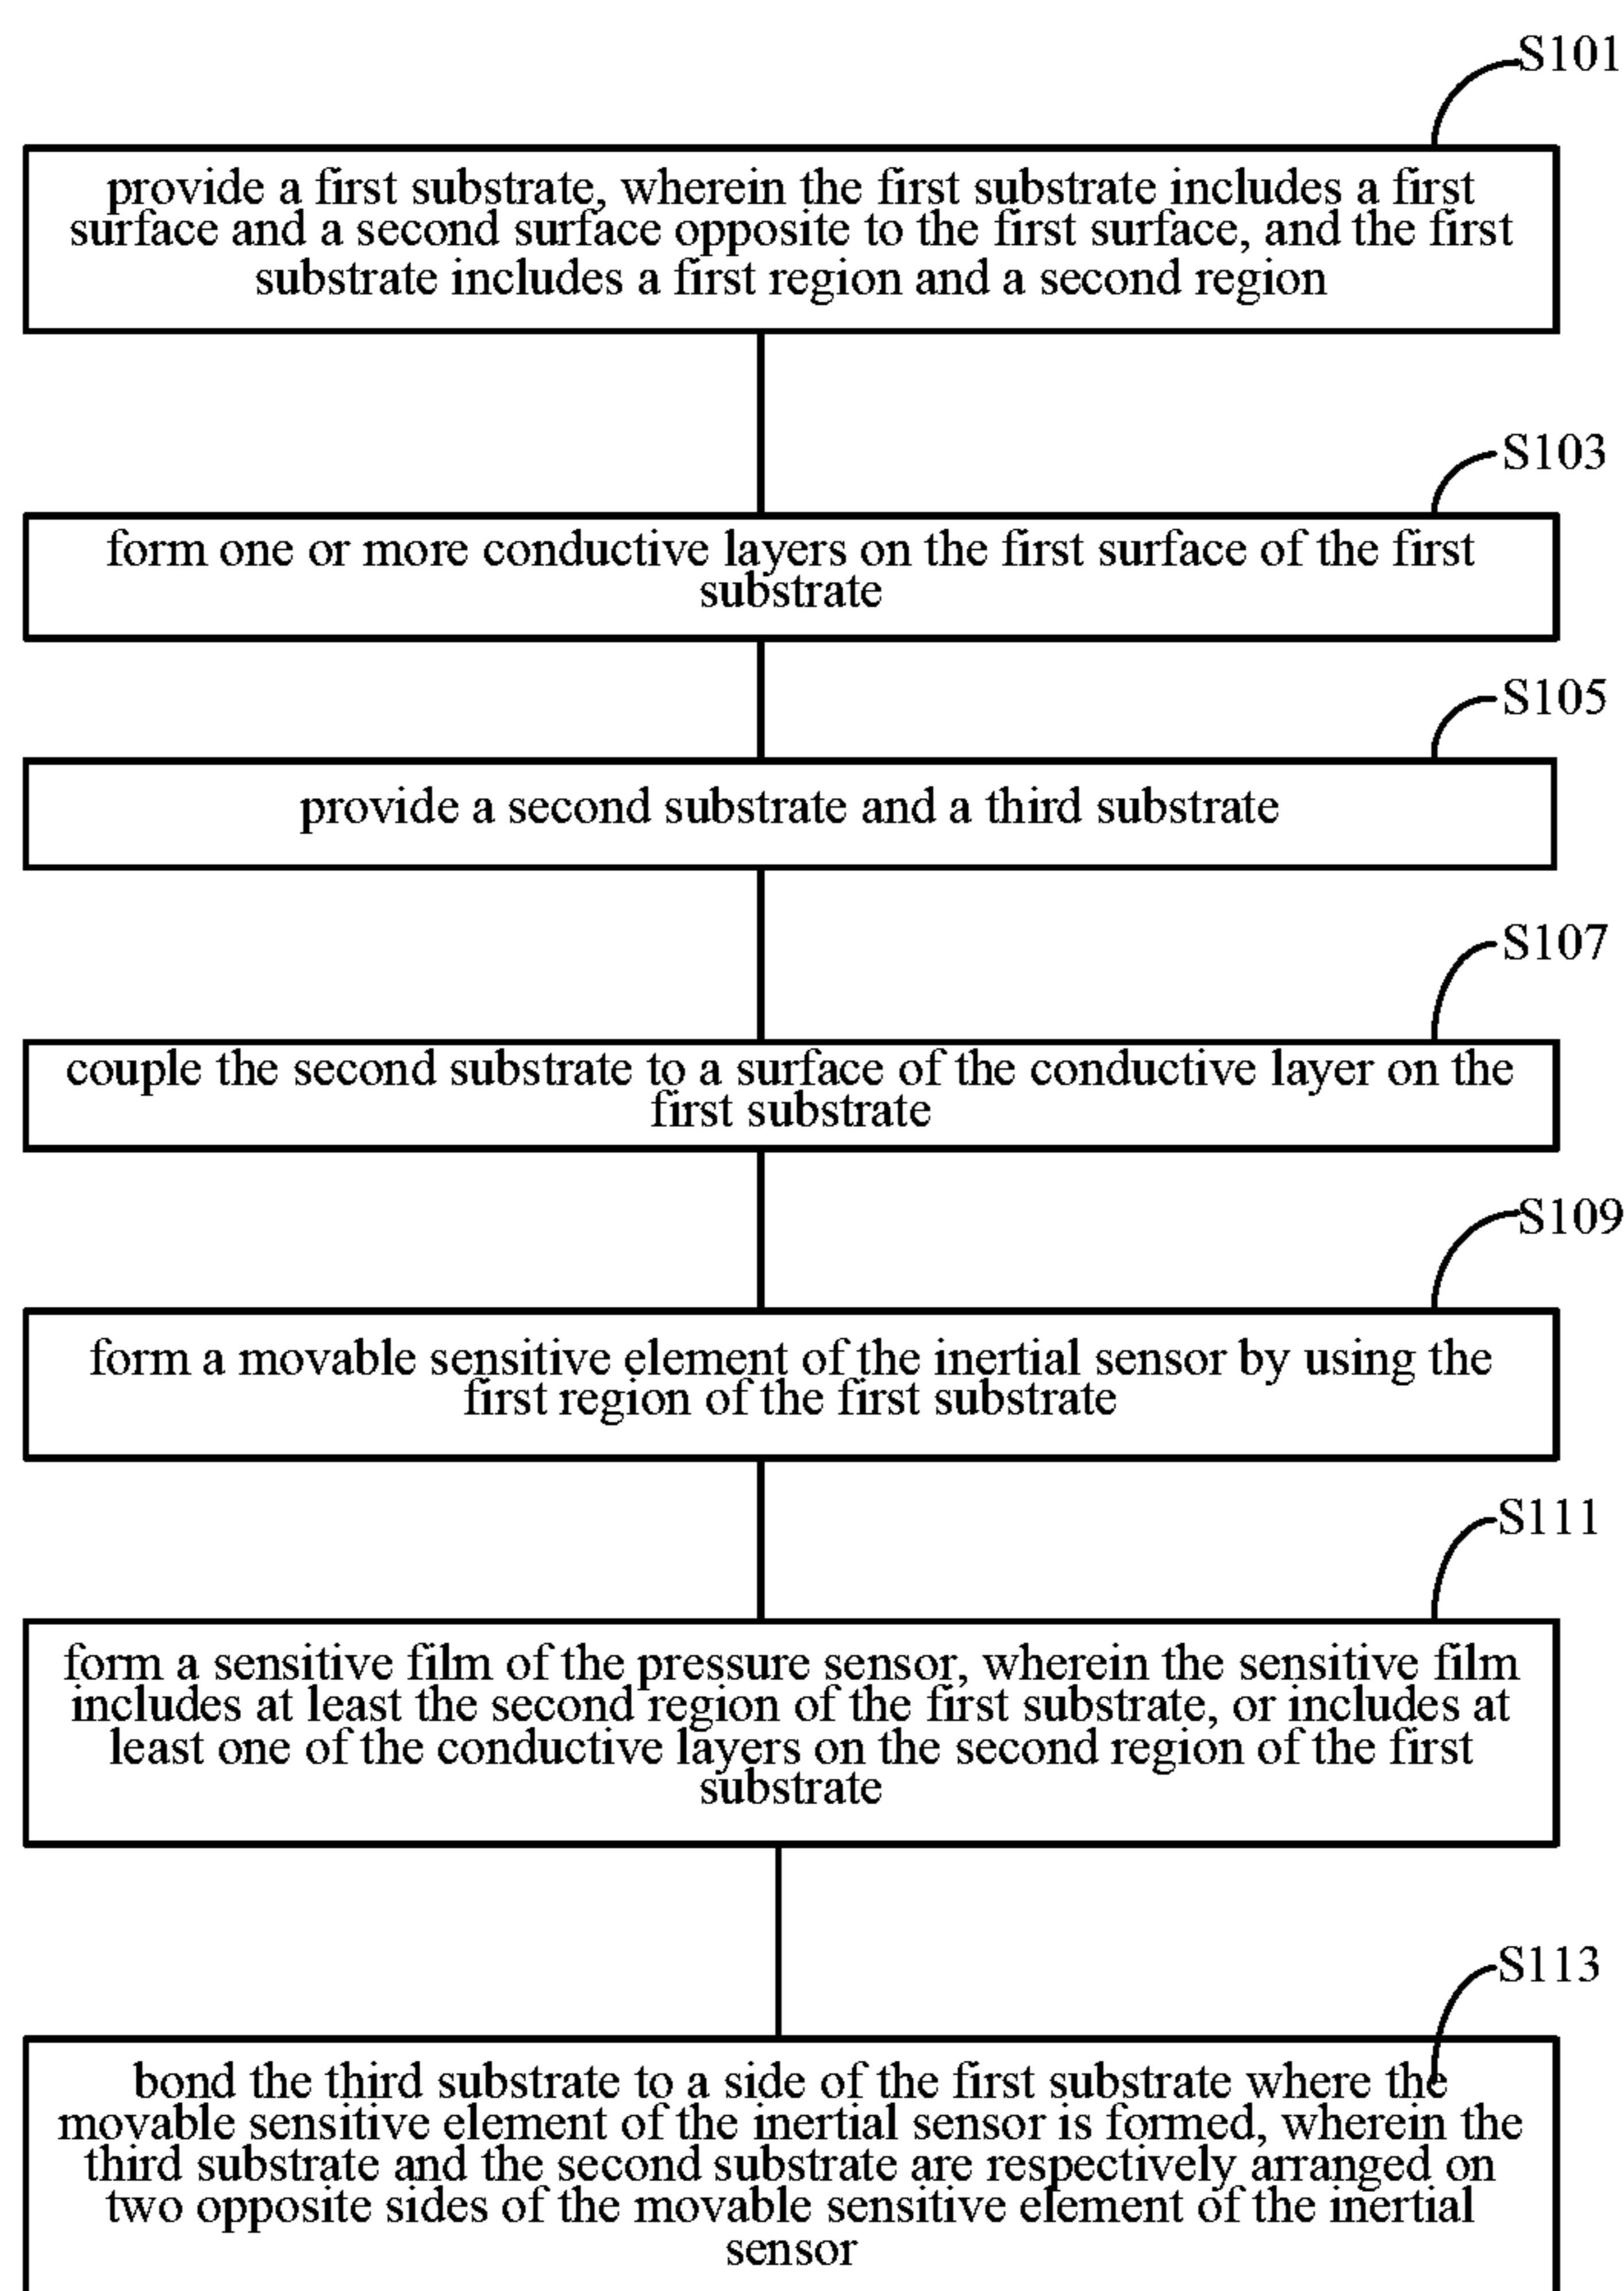 S101
provide a first substrate, wherein the first substrate includes a first
surface and a second surface opposite to the first surface, and the first
substrate includes a first region and a second region
S103
form one or more conductive layers on the first surface of the first
substrate
S105
provide a second substrate and a third substrate
S107
couple the second substrate to a surface of the conductive layer on the
first substrate
S109
form a movable sensitive element of the inertial sensor by using the
first region of the first substrate
S111
form a sensitive film of the pressure sensor, wherein the sensitive film
includes at least the second region of the first substrate, or includes at
least one of the conductive layers on the second region of the first
substrate
S113
bond the third substrate to a side of the first substrate where the
movable sensitive element of the inertial sensor is formed, wherein the
third substrate and the second substrate are respectively arranged on
two opposite sides of the movable sensitive element of the inertial
sensor